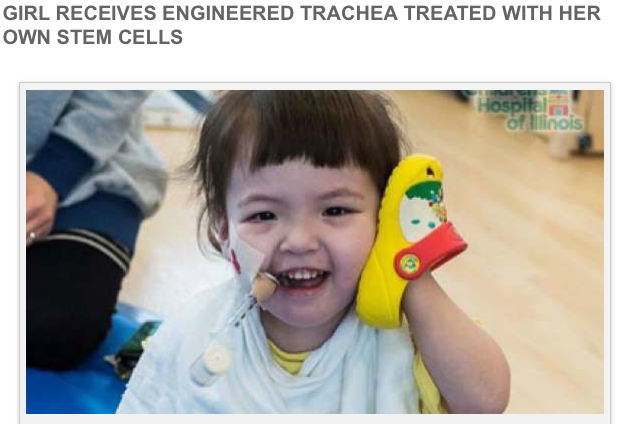 GIRL RECEIVES ENGINEERED TRACHEA TREATED WITH HER
OWN STEM CELLS
Children's
Hospital
of Illinois